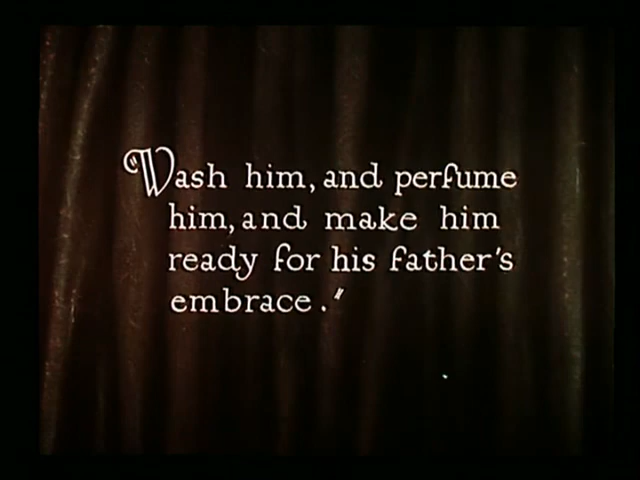 "Wash him, and perfume
him, and make him
ready for his father's
embrace."